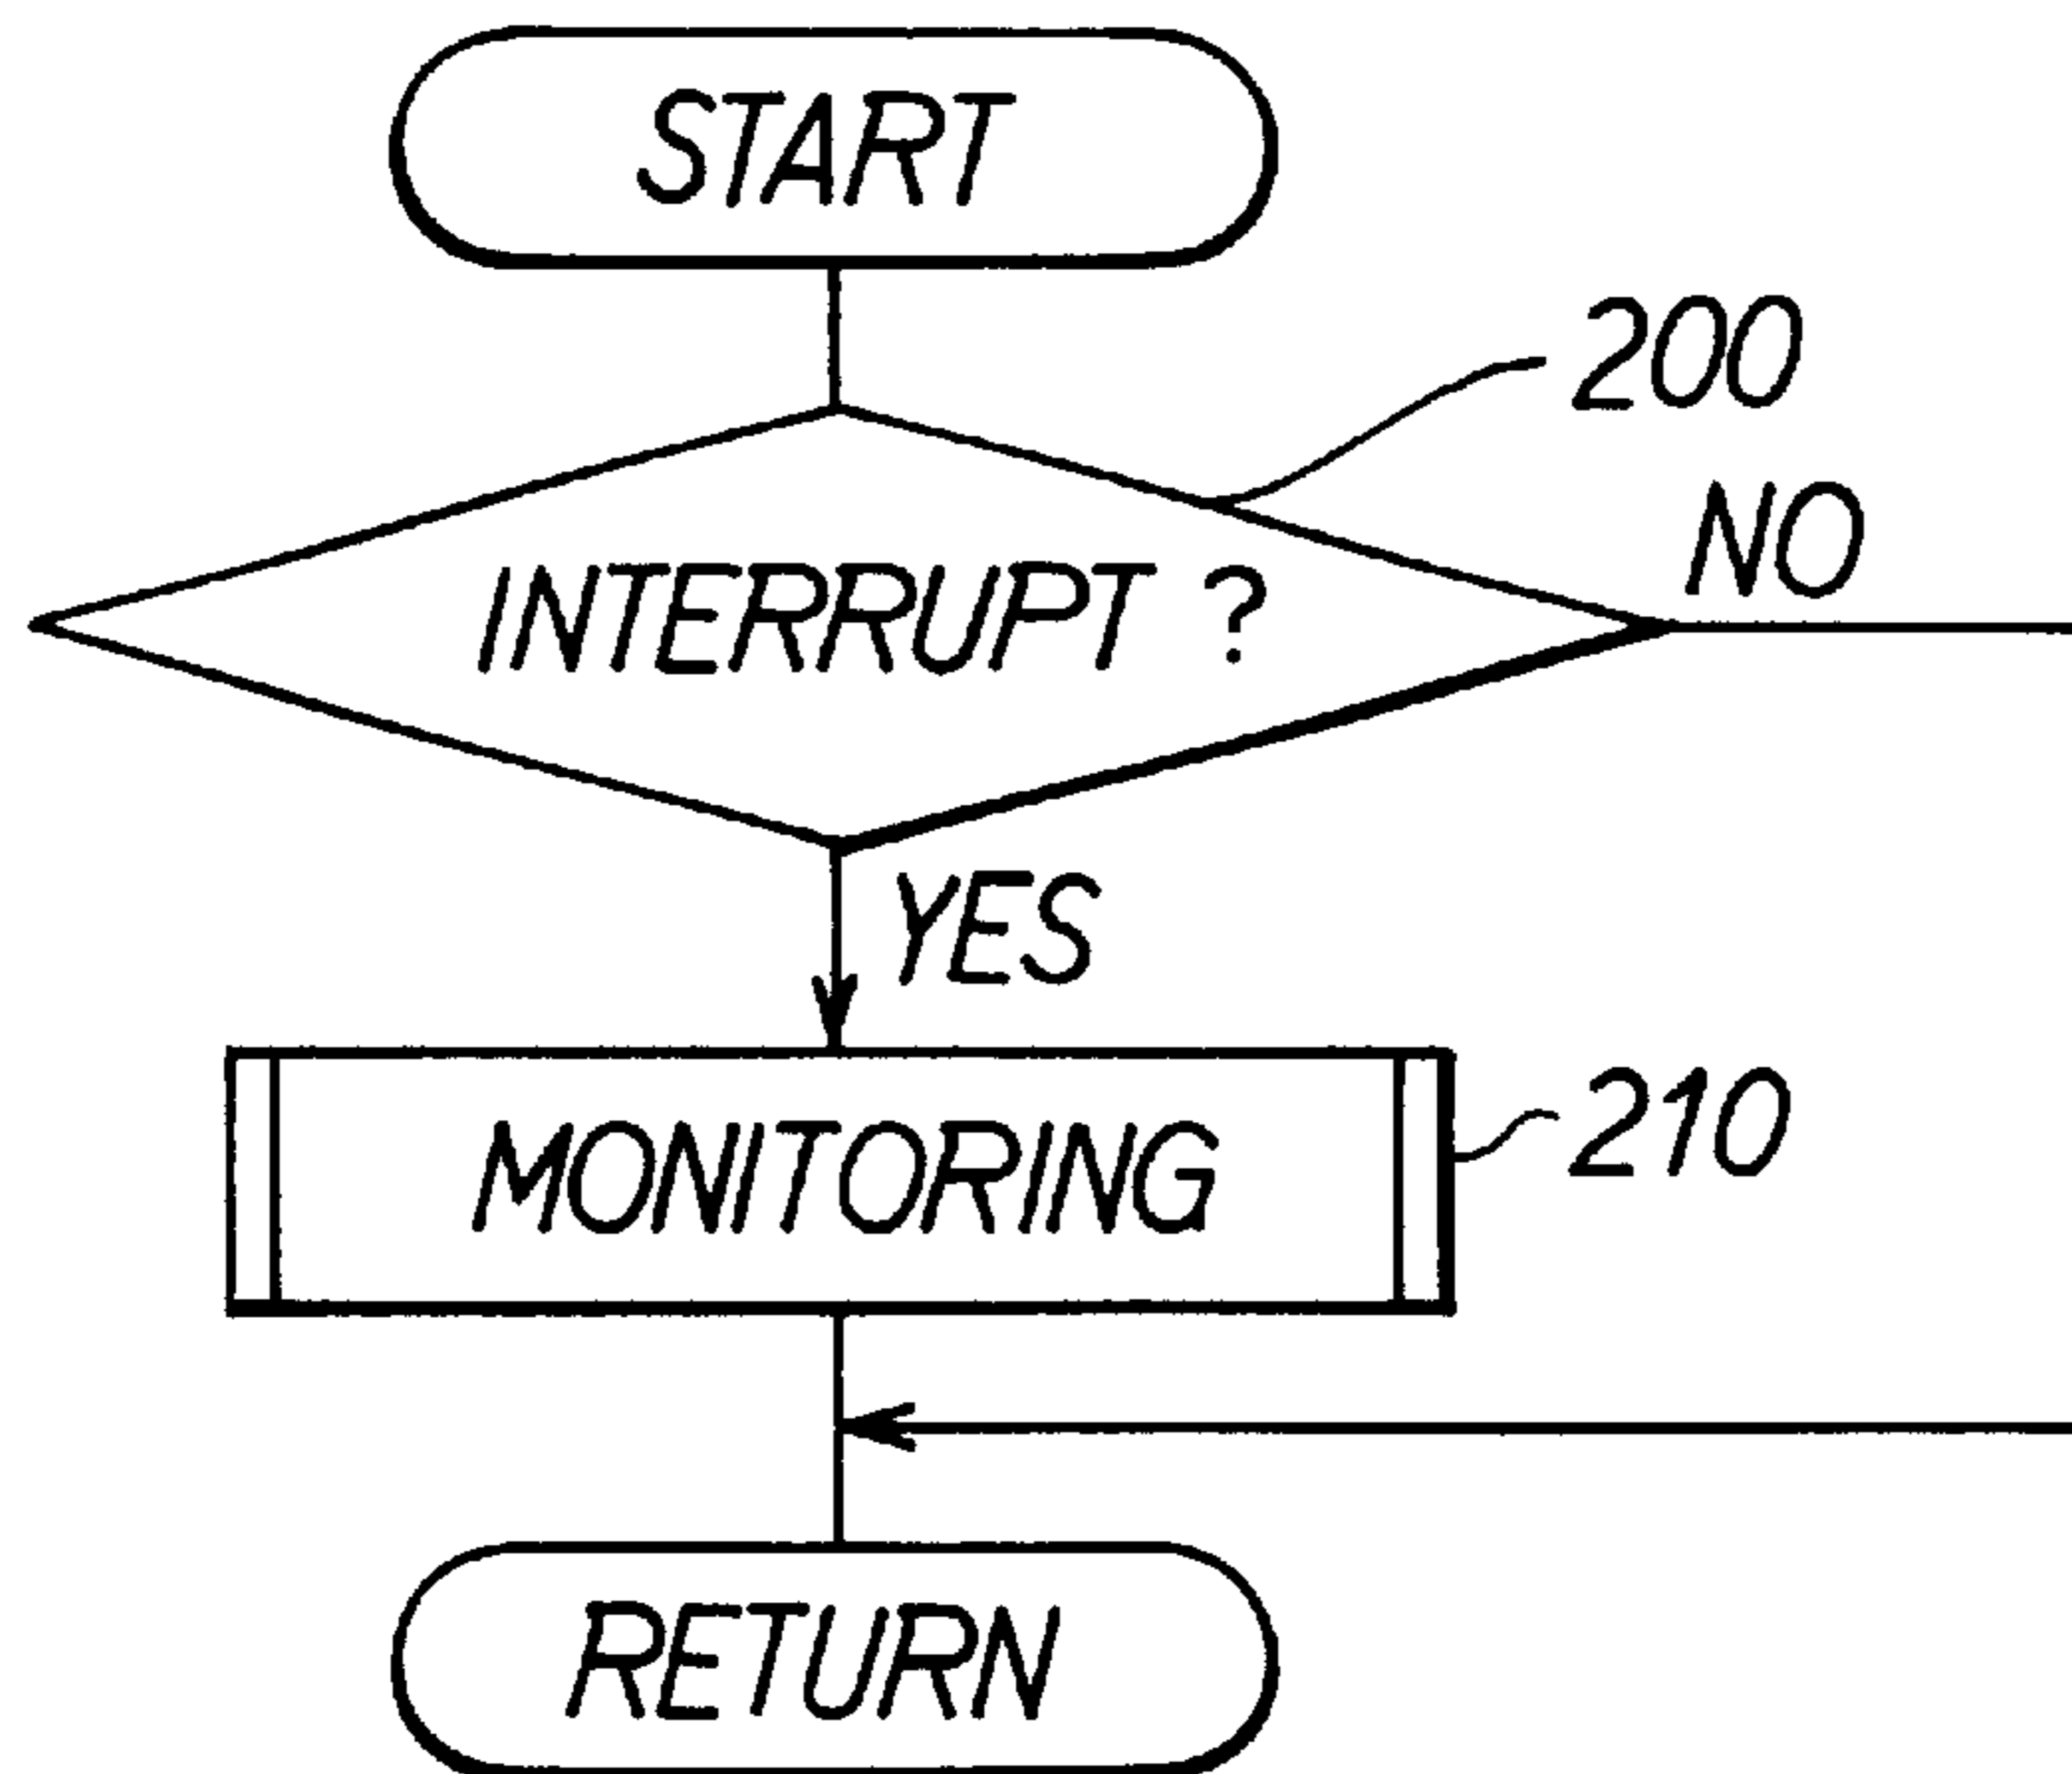 START
200
NO
INTERRUPT ?
YES
MONITORING
210
RETURN